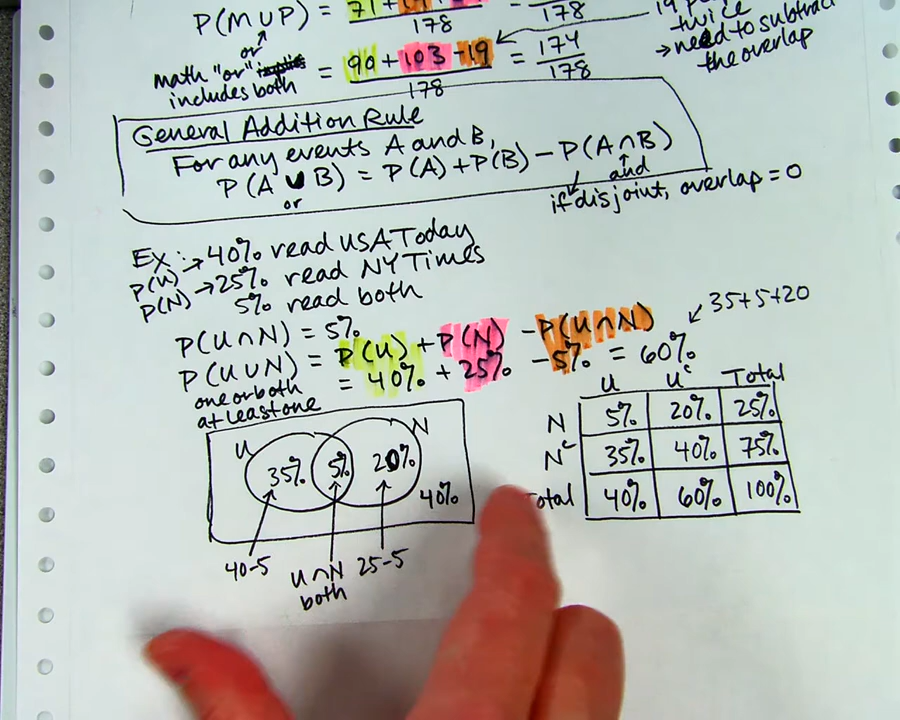 P(M∪P) = 71+ 178 178
or
math "or" includes both = 90 + 103 - 19 / 178 = 174 / 178
twice
→need to subtract
the overlap
General Addition Rule
For any events A and B,
P(A ∪ B) = P(A) + P(B) - P(A∩B)
or
and
if disjoint, overlap = 0
Ex: → 40% read USA Today
P(U)
P(N) → 25% read NY Times
5% read both
P(U∩N) = 5%
P(U∪N) = P(U) + P(N) - P(U∩N)
= 40% + 25% - 5% = 60%
35+5+20
one or both
at least one
U N
35% 5% 20%
40%
40-5 U∩N 25-5
both
U Uᶜ Total
N 5% 20% 25%
Nᶜ 35% 40% 75%
Total 40% 60% 100%